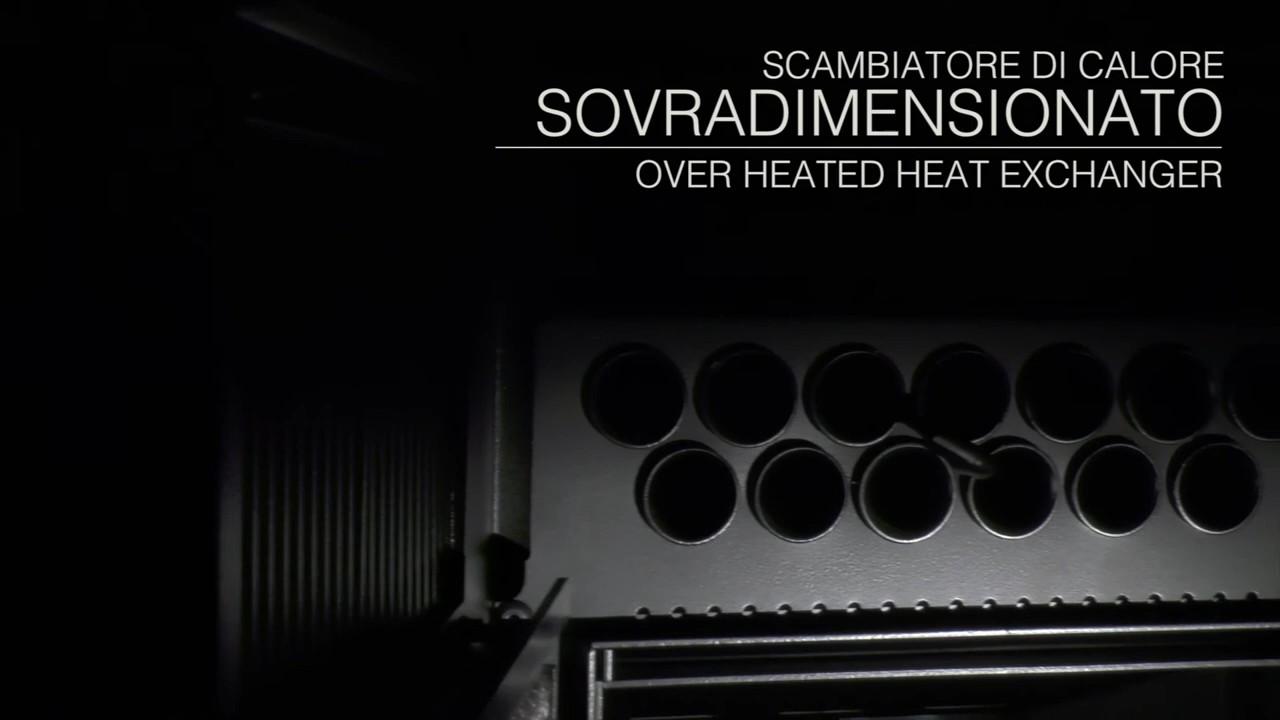 SCAMBIATORE DI CALORE
SOVRADIMENSIONATO
OVER HEATED HEAT EXCHANGER